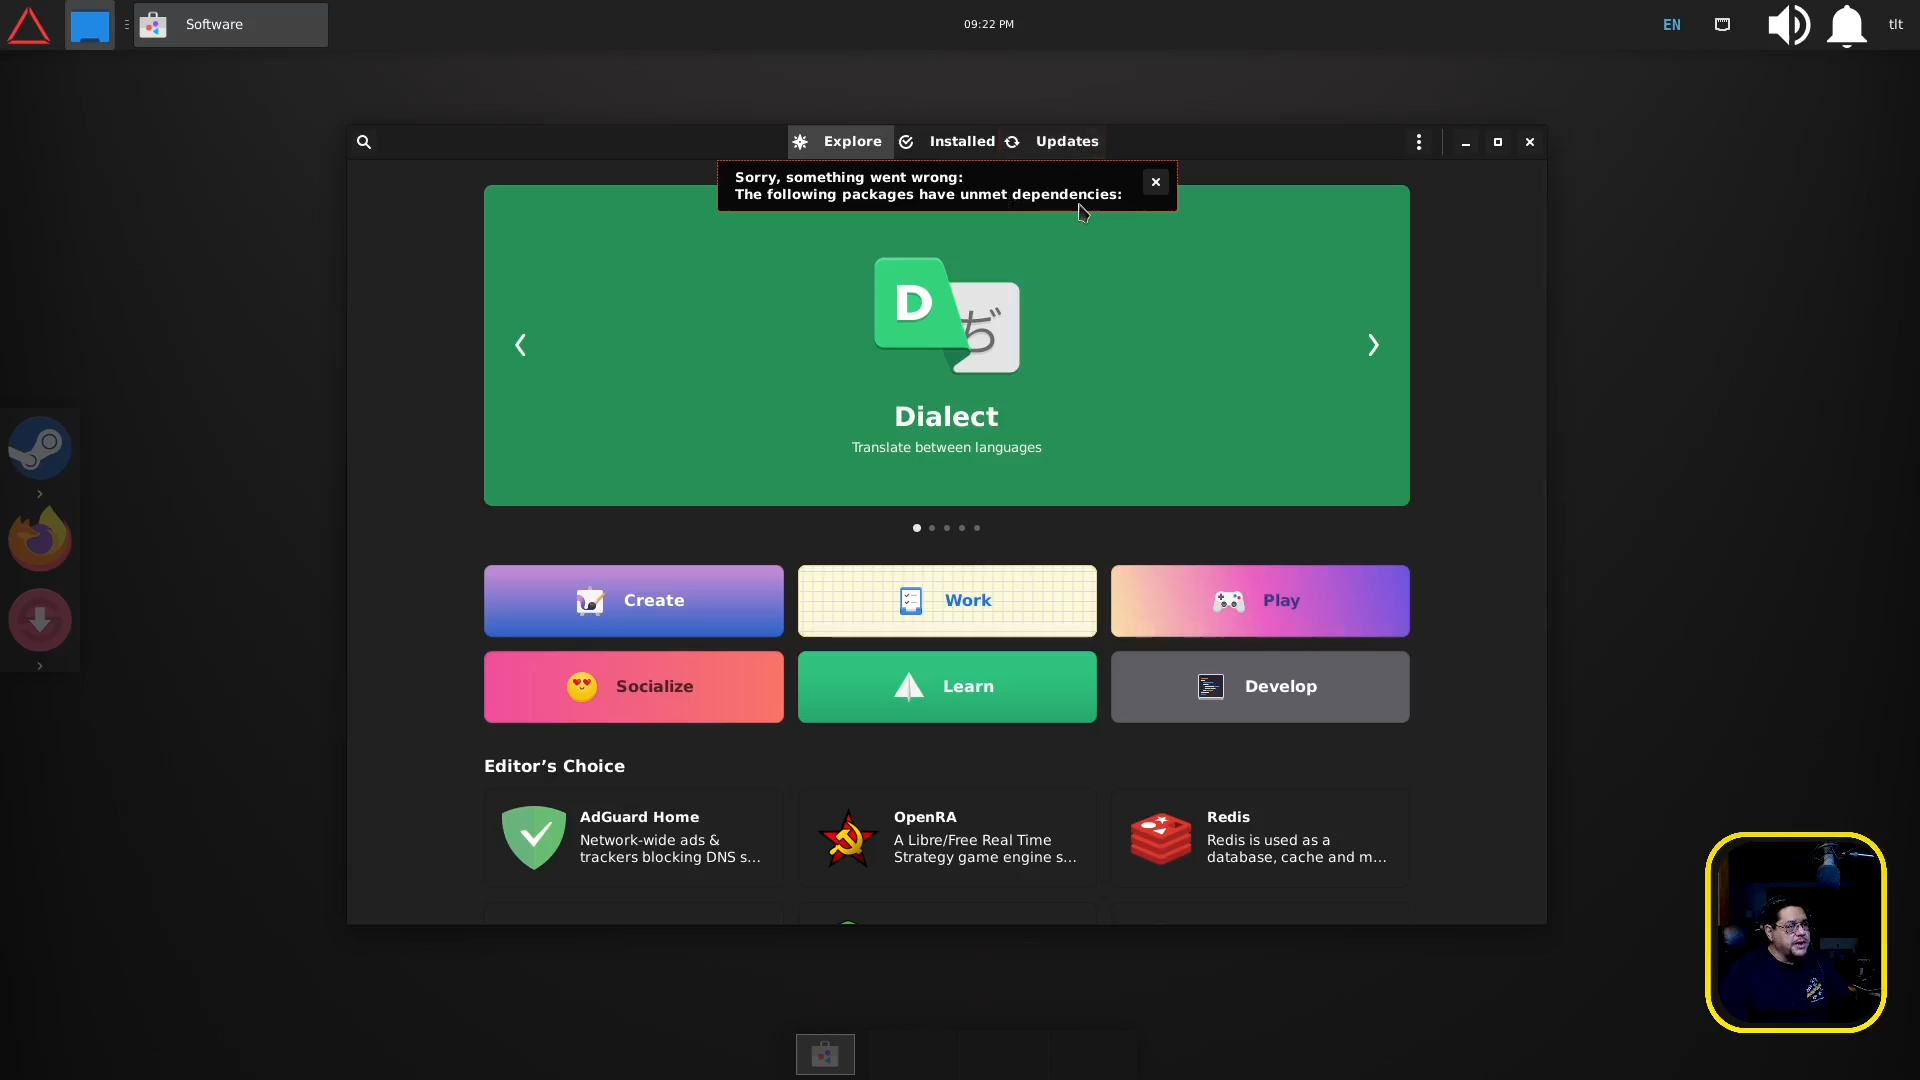 Software
09:22 PM
EN
tlt
Explore
Installed
Updates
Sorry, something went wrong:
The following packages have unmet dependencies:
D
ぢ
Dialect
Translate between languages
Create
Work
Play
Socialize
Learn
Develop
Editor’s Choice
AdGuard Home
Network-wide ads &
trackers blocking DNS s...
OpenRA
A Libre/Free Real Time
Strategy game engine s...
Redis
Redis is used as a
database, cache and m...